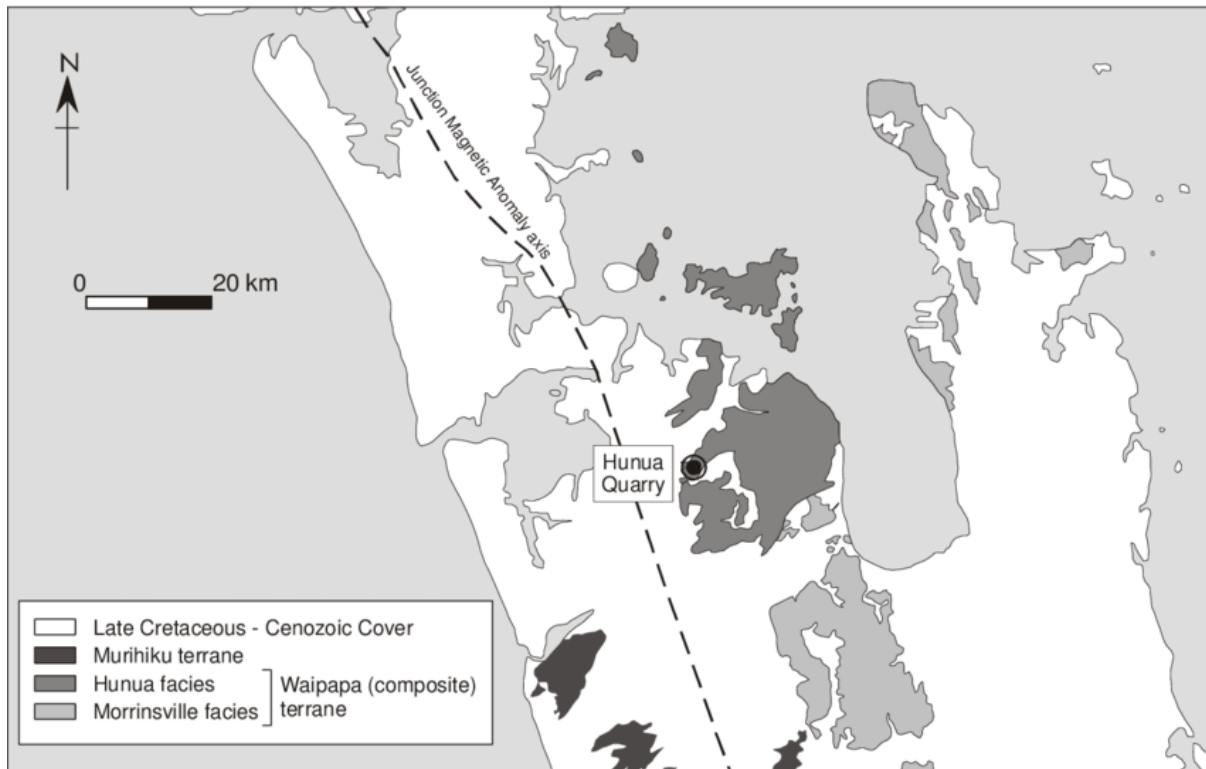 N
Junction Magnetic Anomaly axis
0 20 km
Hunua
Quarry
Late Cretaceous - Cenozoic Cover
Murihiku terrane
Hunua facies
Morrinsville facies
Waipapa (composite)
terrane